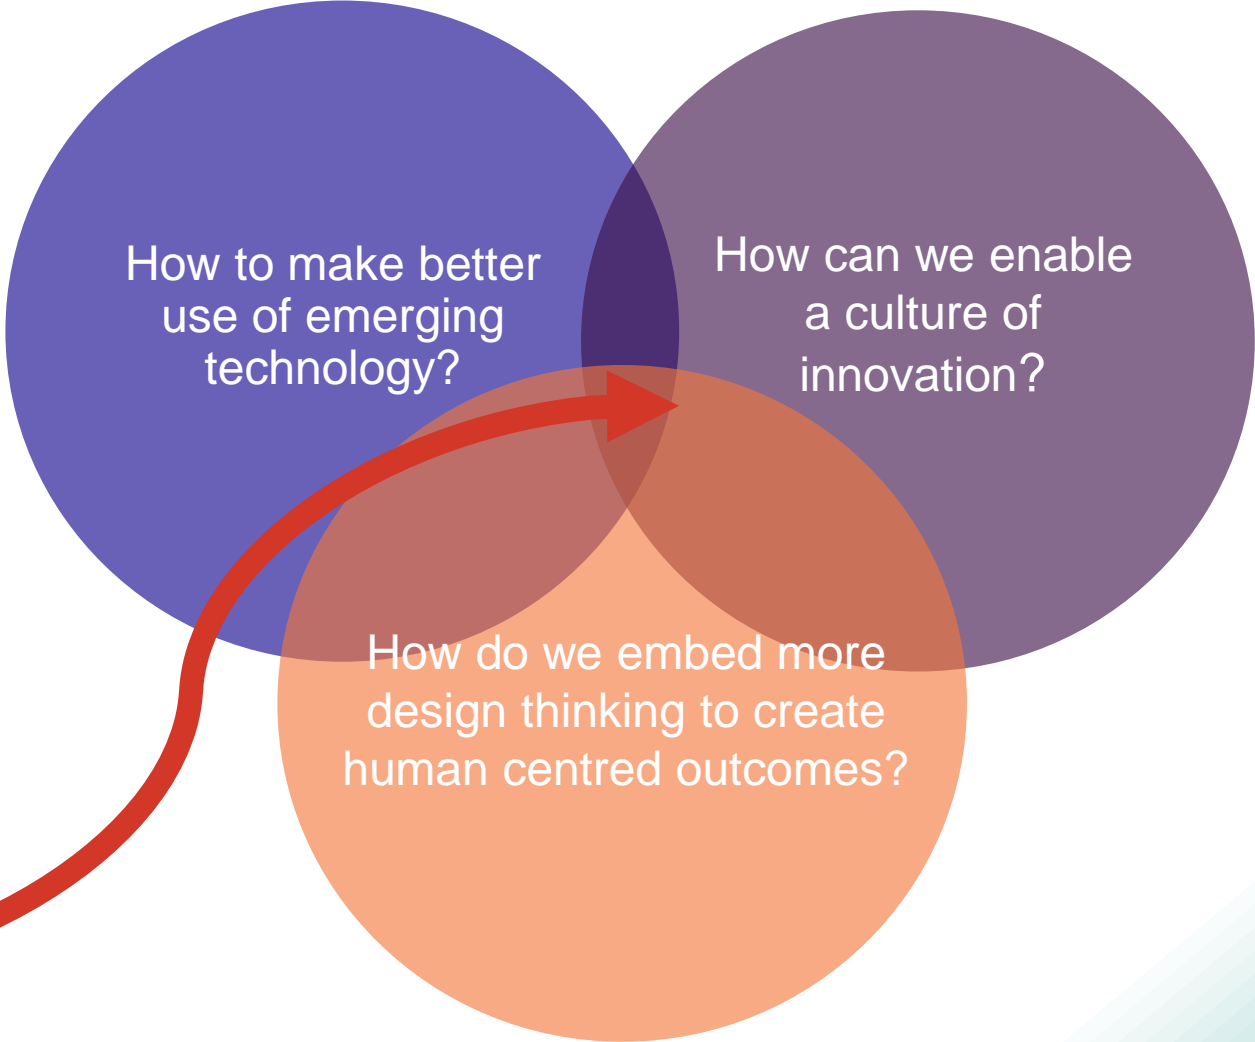 How to make better
use of emerging
technology?
How can we enable
a culture of
innovation?
How do we embed more
design thinking to create
human centred outcomes?